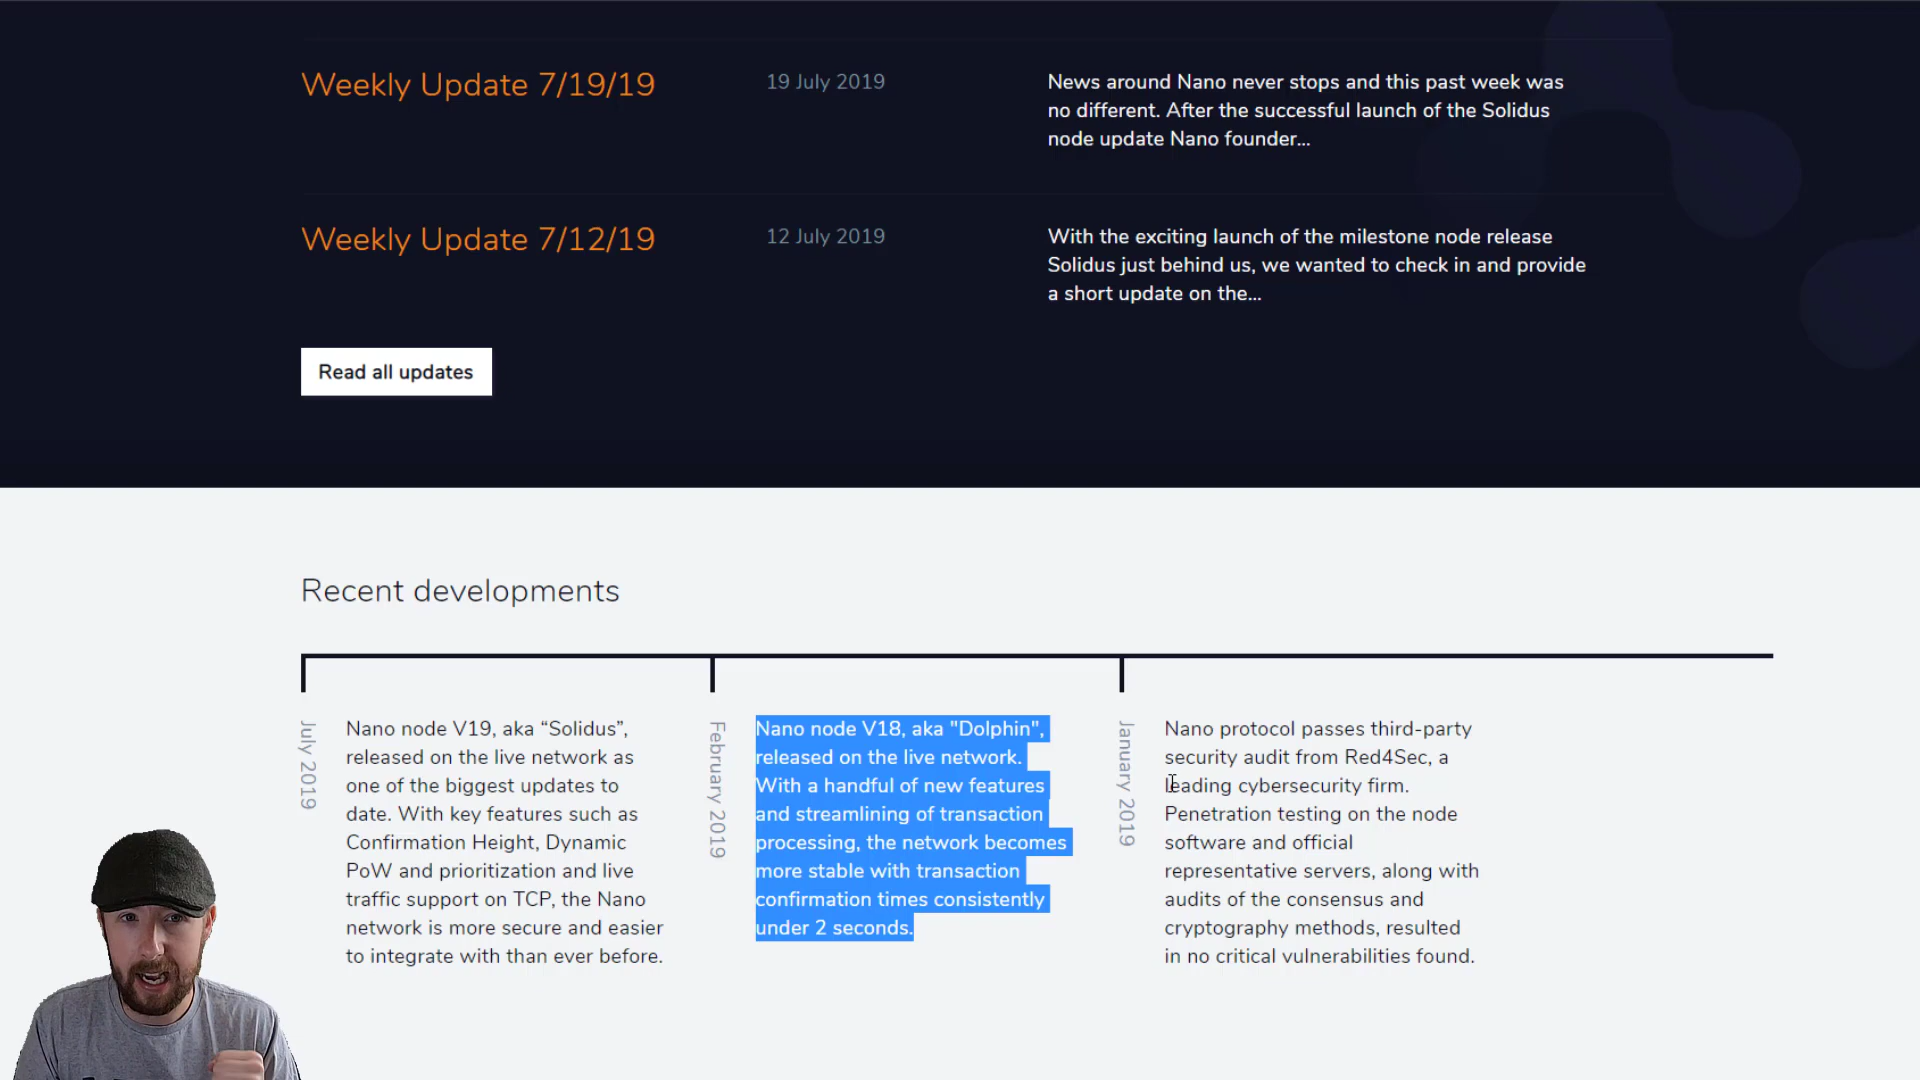 Weekly Update 7/19/19
19 July 2019
News around Nano never stops and this past week was
no different. After the successful launch of the Solidus
node update Nano founder...
Weekly Update 7/12/19
12 July 2019
With the exciting launch of the milestone node release
Solidus just behind us, we wanted to check in and provide
a short update on the...
Read all updates
Recent developments
July 2019
Nano node V19, aka “Solidus”,
released on the live network as
one of the biggest updates to
date. With key features such as
Confirmation Height, Dynamic
PoW and prioritization and live
traffic support on TCP, the Nano
network is more secure and easier
to integrate with than ever before.
February 2019
Nano node V18, aka "Dolphin",
released on the live network.
With a handful of new features
and streamlining of transaction
processing, the network becomes
more stable with transaction
confirmation times consistently
under 2 seconds.
January 2019
Nano protocol passes third-party
security audit from Red4Sec, a
leading cybersecurity firm.
Penetration testing on the node
software and official
representative servers, along with
audits of the consensus and
cryptography methods, resulted
in no critical vulnerabilities found.